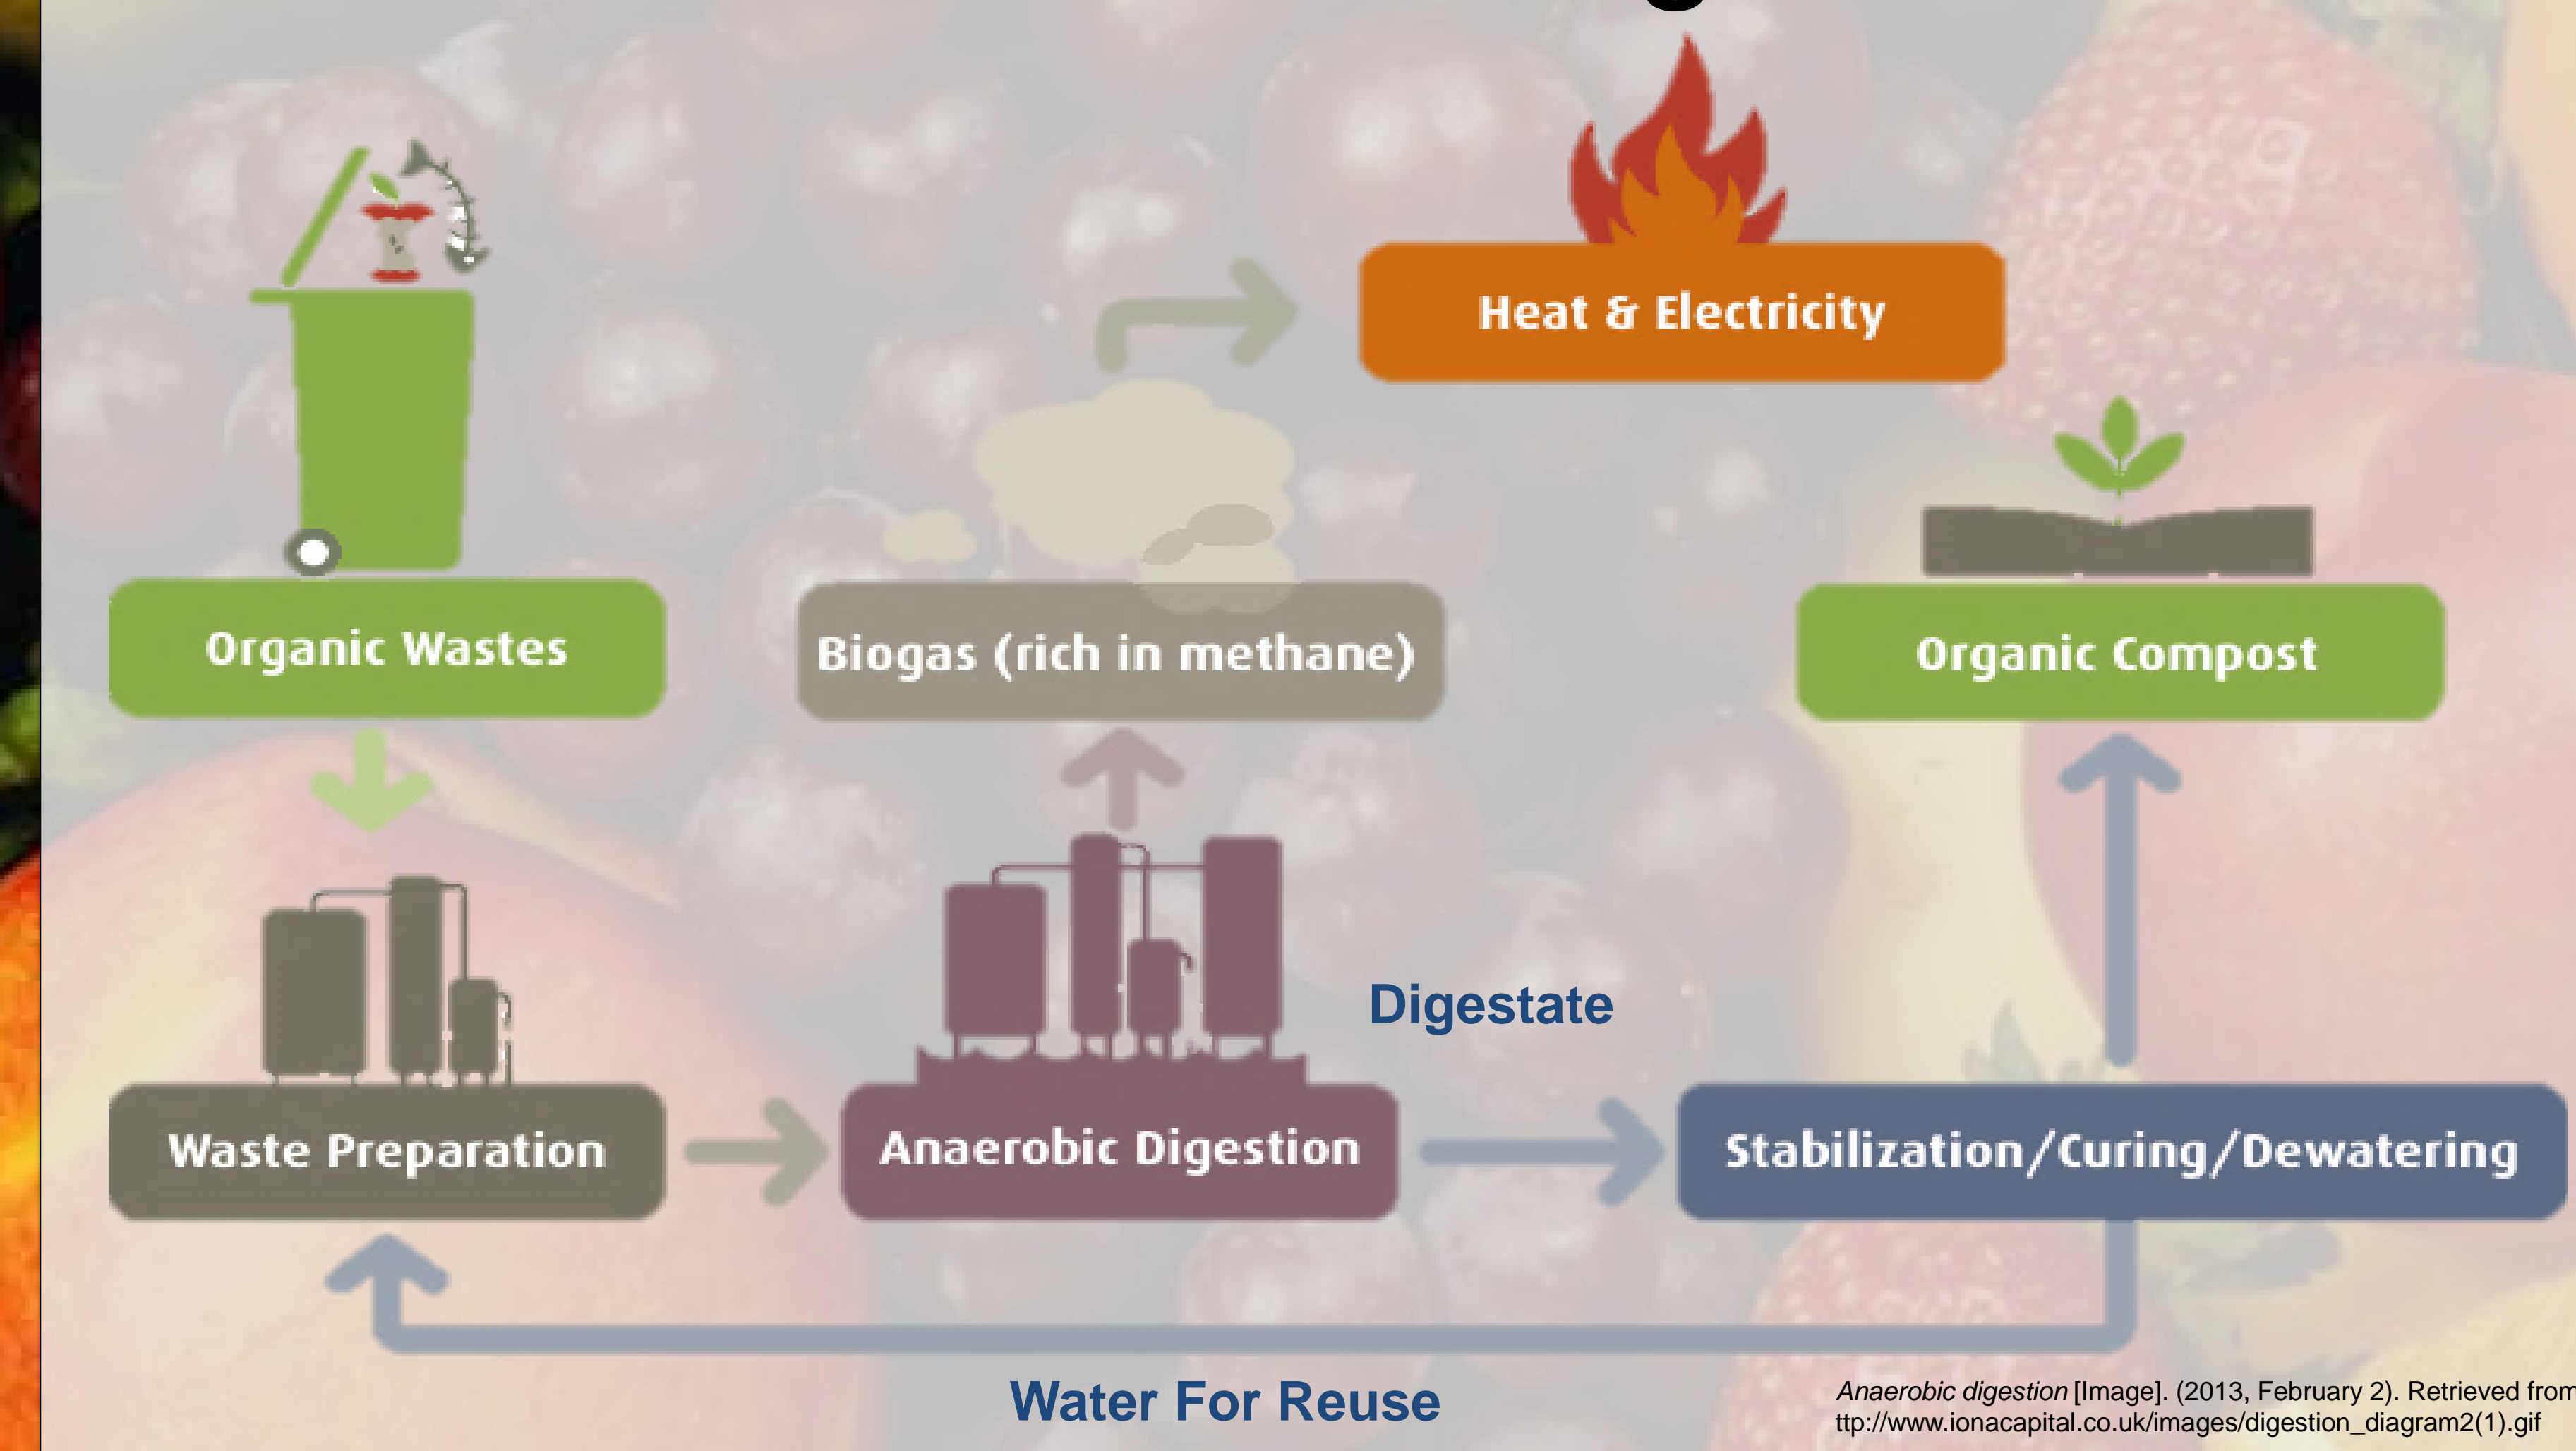 Heat & Electricity
Organic Wastes
Biogas (rich in methane)
Organic Compost
Digestate
Waste Preparation
Anaerobic Digestion
Stabilization/Curing/Dewatering
Water For Reuse
Anaerobic digestion [Image]. (2013, February 2). Retrieved from
ttp://www.ionacapital.co.uk/images/digestion_diagram2(1).gif